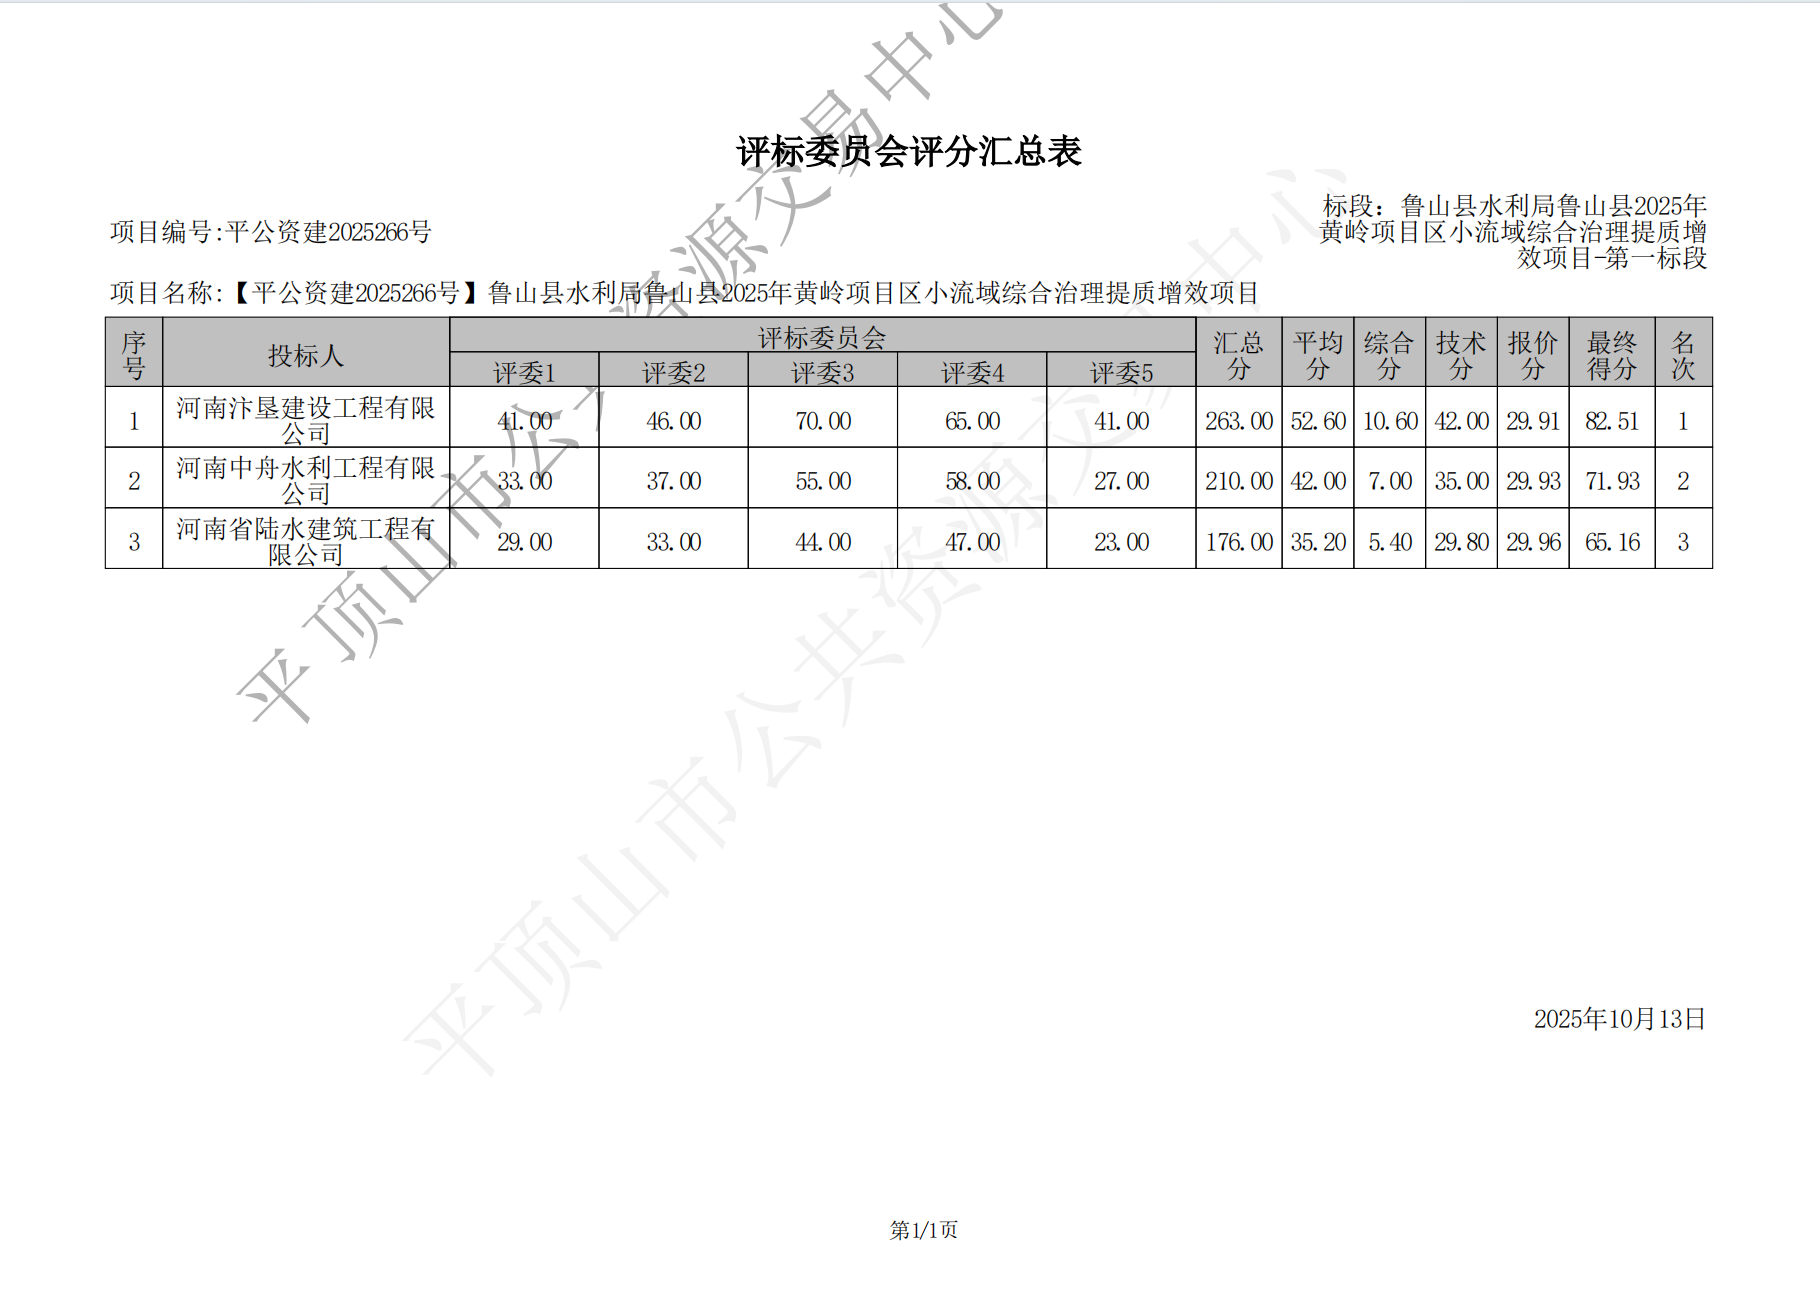 评标委员会评分汇总表
项目编号:平公资建2025266号
标段：鲁山县水利局鲁山县2025年
黄岭项目区小流域综合治理提质增
效项目-第一标段
项目名称:【平公资建2025266号】鲁山县水利局鲁山县2025年黄岭项目区小流域综合治理提质增效项目
序号 投标人 评标委员会 汇总分 平均分 综合分 技术分 报价分 最终得分 名次
评委1 评委2 评委3 评委4 评委5
1 河南汴垦建设工程有限公司 41.00 46.00 70.00 65.00 41.00 263.00 52.60 10.60 42.00 29.91 82.51 1
2 河南中舟水利工程有限公司 33.00 37.00 55.00 58.00 27.00 210.00 42.00 7.00 35.00 29.93 71.93 2
3 河南省陆水建筑工程有限公司 29.00 33.00 44.00 47.00 23.00 176.00 35.20 5.40 29.80 29.96 65.16 3
2025年10月13日
第1/1页
平顶山市公共资源交易中心
平顶山市公共资源交易中心